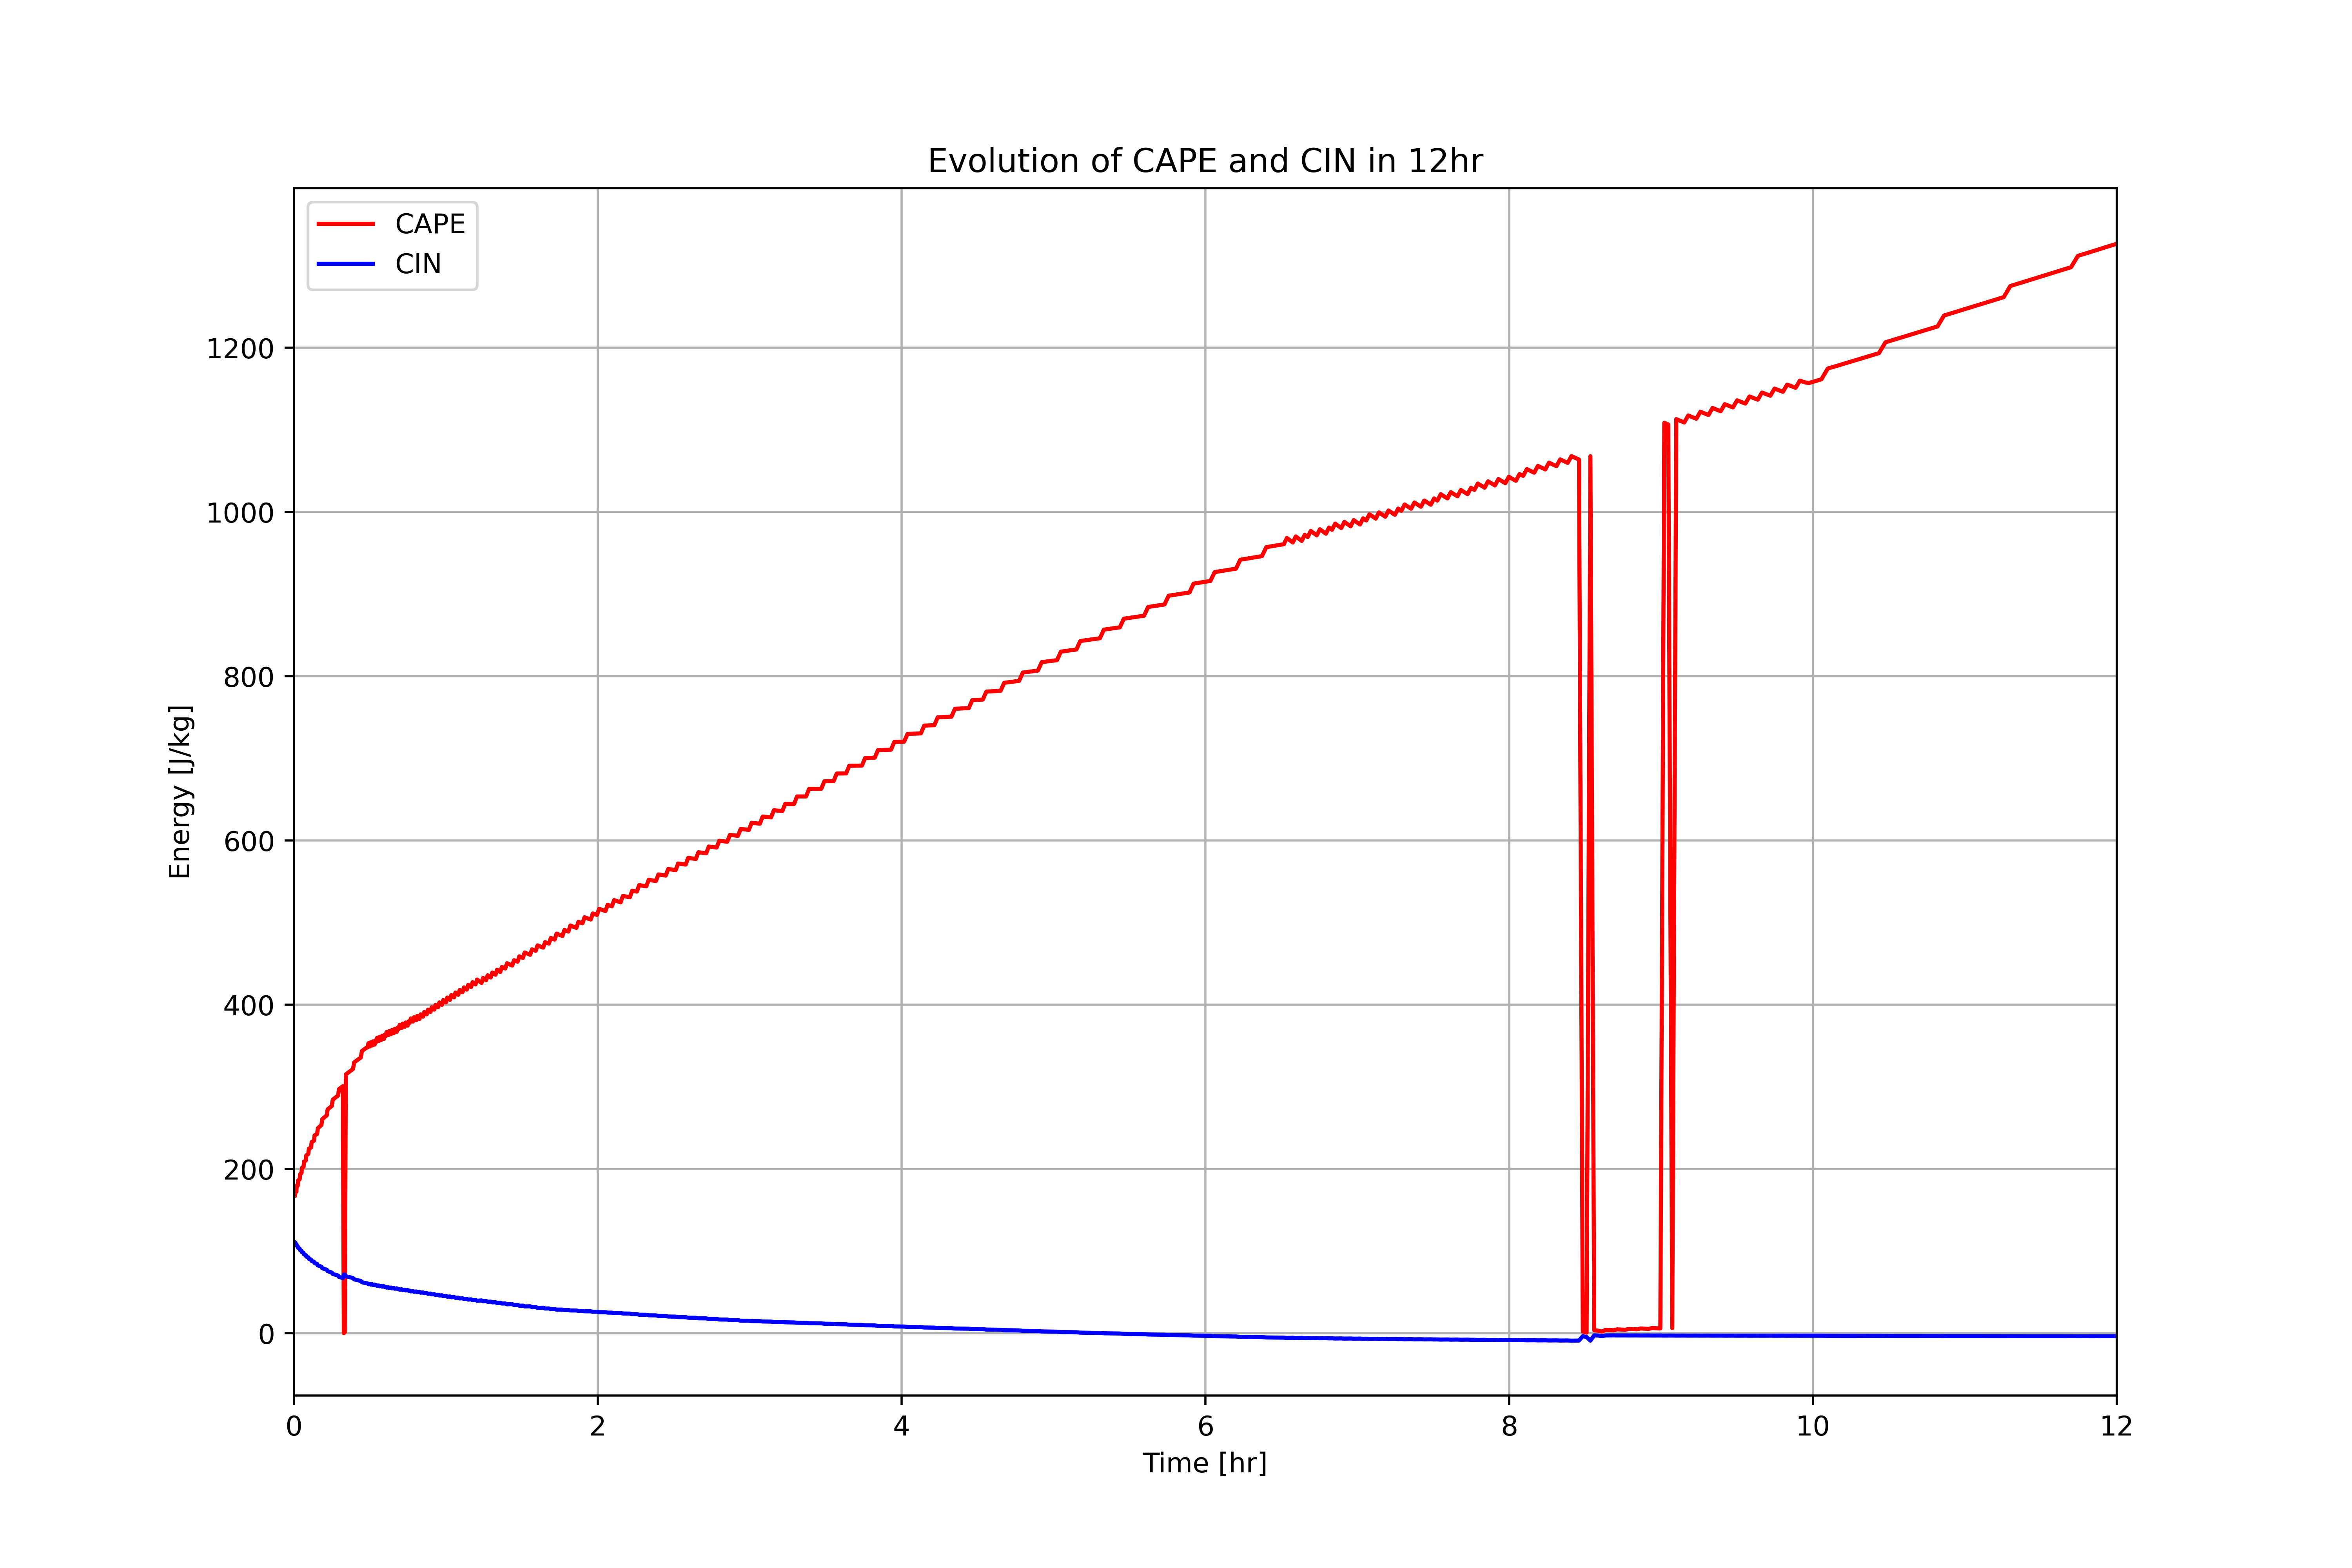 Evolution of CAPE and CIN in 12hr
CAPE
CIN
1200
1000
800
600
400
200
0
Energy [J/kg]
0 2 4 6 8 10 12
Time [hr]